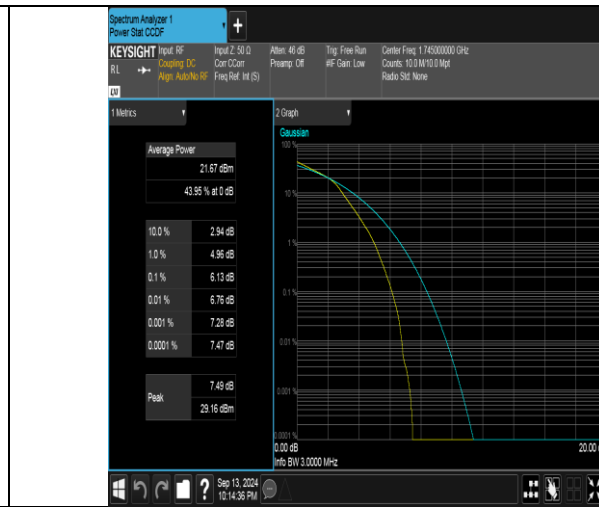 Spectrum Analyzer 1
Power Stat CCDF
+
KEYSIGHT
RL
Input: RF
Coupling: DC
Align: Auto/No RF
Input Z: 50 Ω
Corr CCorr
Freq Ref: Int (S)
Atten: 46 dB
Preamp: Off
Trig: Free Run
#IF Gain: Low
Center Freq: 1.745000000 GHz
Counts: 10.0 M/10.0 Mpt
Radio Std: None
1 Metrics
Average Power
21.67 dBm
43.95 % at 0 dB
10.0 % 2.94 dB
1.0 % 4.96 dB
0.1 % 6.13 dB
0.01 % 6.76 dB
0.001 % 7.28 dB
0.0001 % 7.47 dB
Peak
7.49 dB
29.16 dBm
2 Graph
Gaussian
100 %
10 %
1 %
0.1 %
0.01 %
0.001 %
0.0001 %
0.00 dB
20.00
Info BW 3.0000 MHz
?
Sep 13, 2024
10:14:36 PM